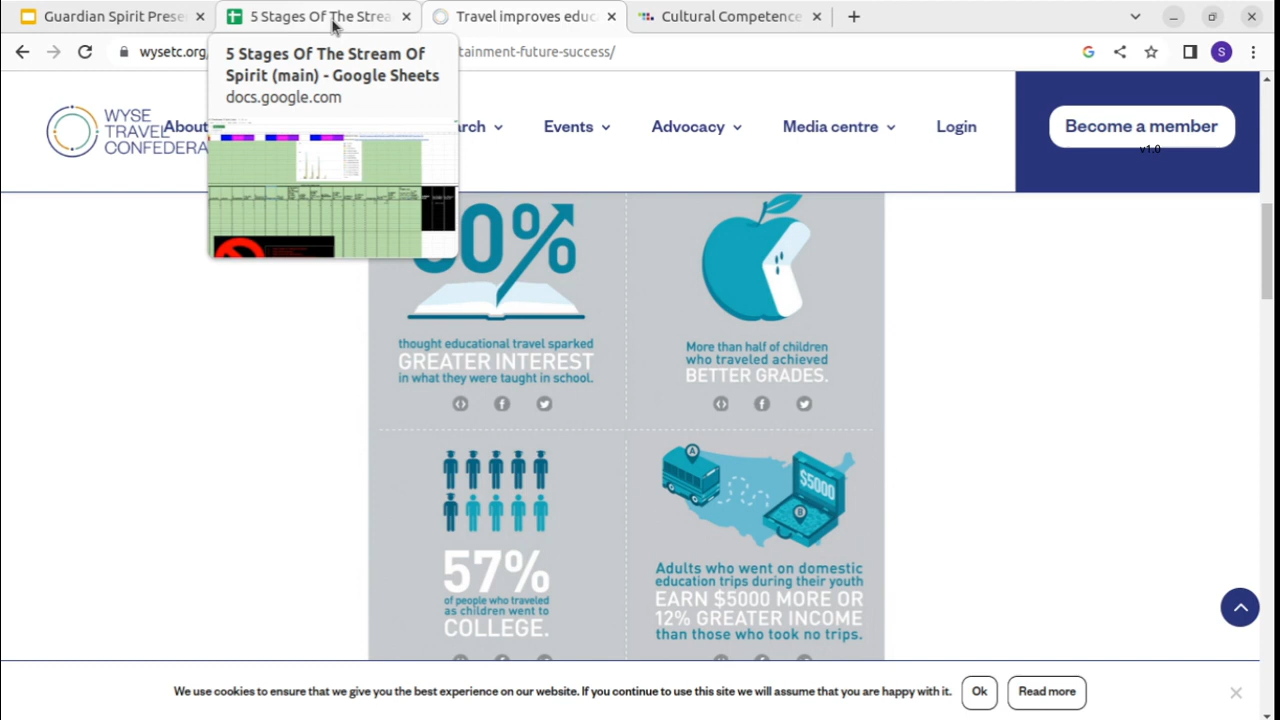 Guardian Spirit Prese
5 Stages Of The Strea
Travel improves educ
Cultural Competence
wysetc.org
tainment-future-success/
S
5 Stages Of The Stream Of
Spirit (main) - Google Sheets
docs.google.com
WYSE
TRAVEL
CONFEDERA
About
rch
Events
Advocacy
Media centre
Login
Become a member
v1.0
0%
thought educational travel sparked
GREATER INTEREST
in what they were taught in school.
More than half of children
who traveled achieved
BETTER GRADES.
57%
of people who traveled
as children went to
COLLEGE.
A
$5000
B
Adults who went on domestic
education trips during their youth
EARN $5000 MORE OR
12% GREATER INCOME
than those who took no trips.
We use cookies to ensure that we give you the best experience on our website. If you continue to use this site we will assume that you are happy with it.
Ok
Read more